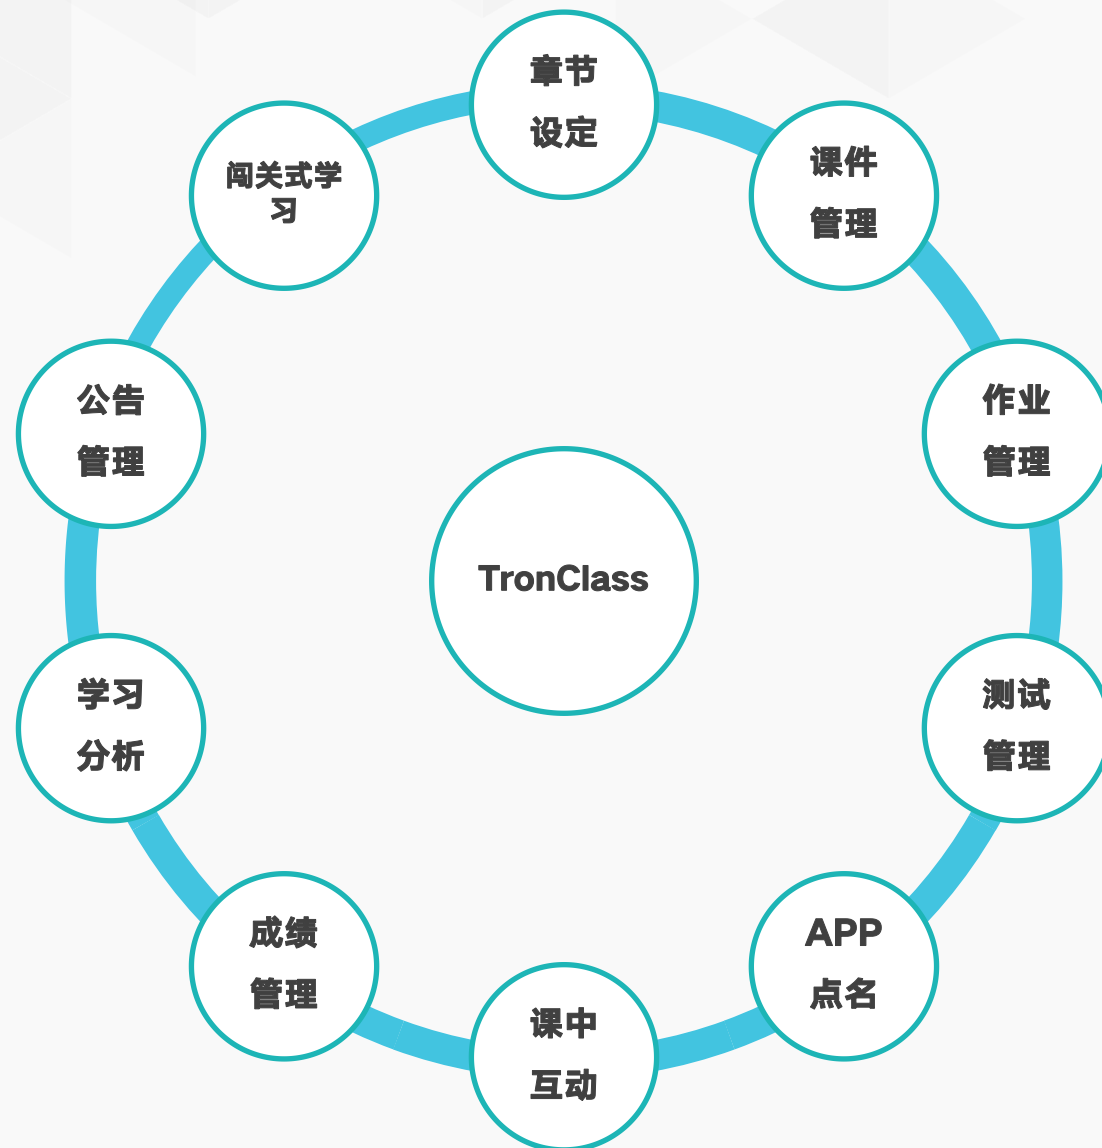 章节
设定
课件
管理
作业
管理
测试
管理
APP
点名
课中
互动
成绩
管理
学习
分析
公告
管理
闯关式学
习
TronClass